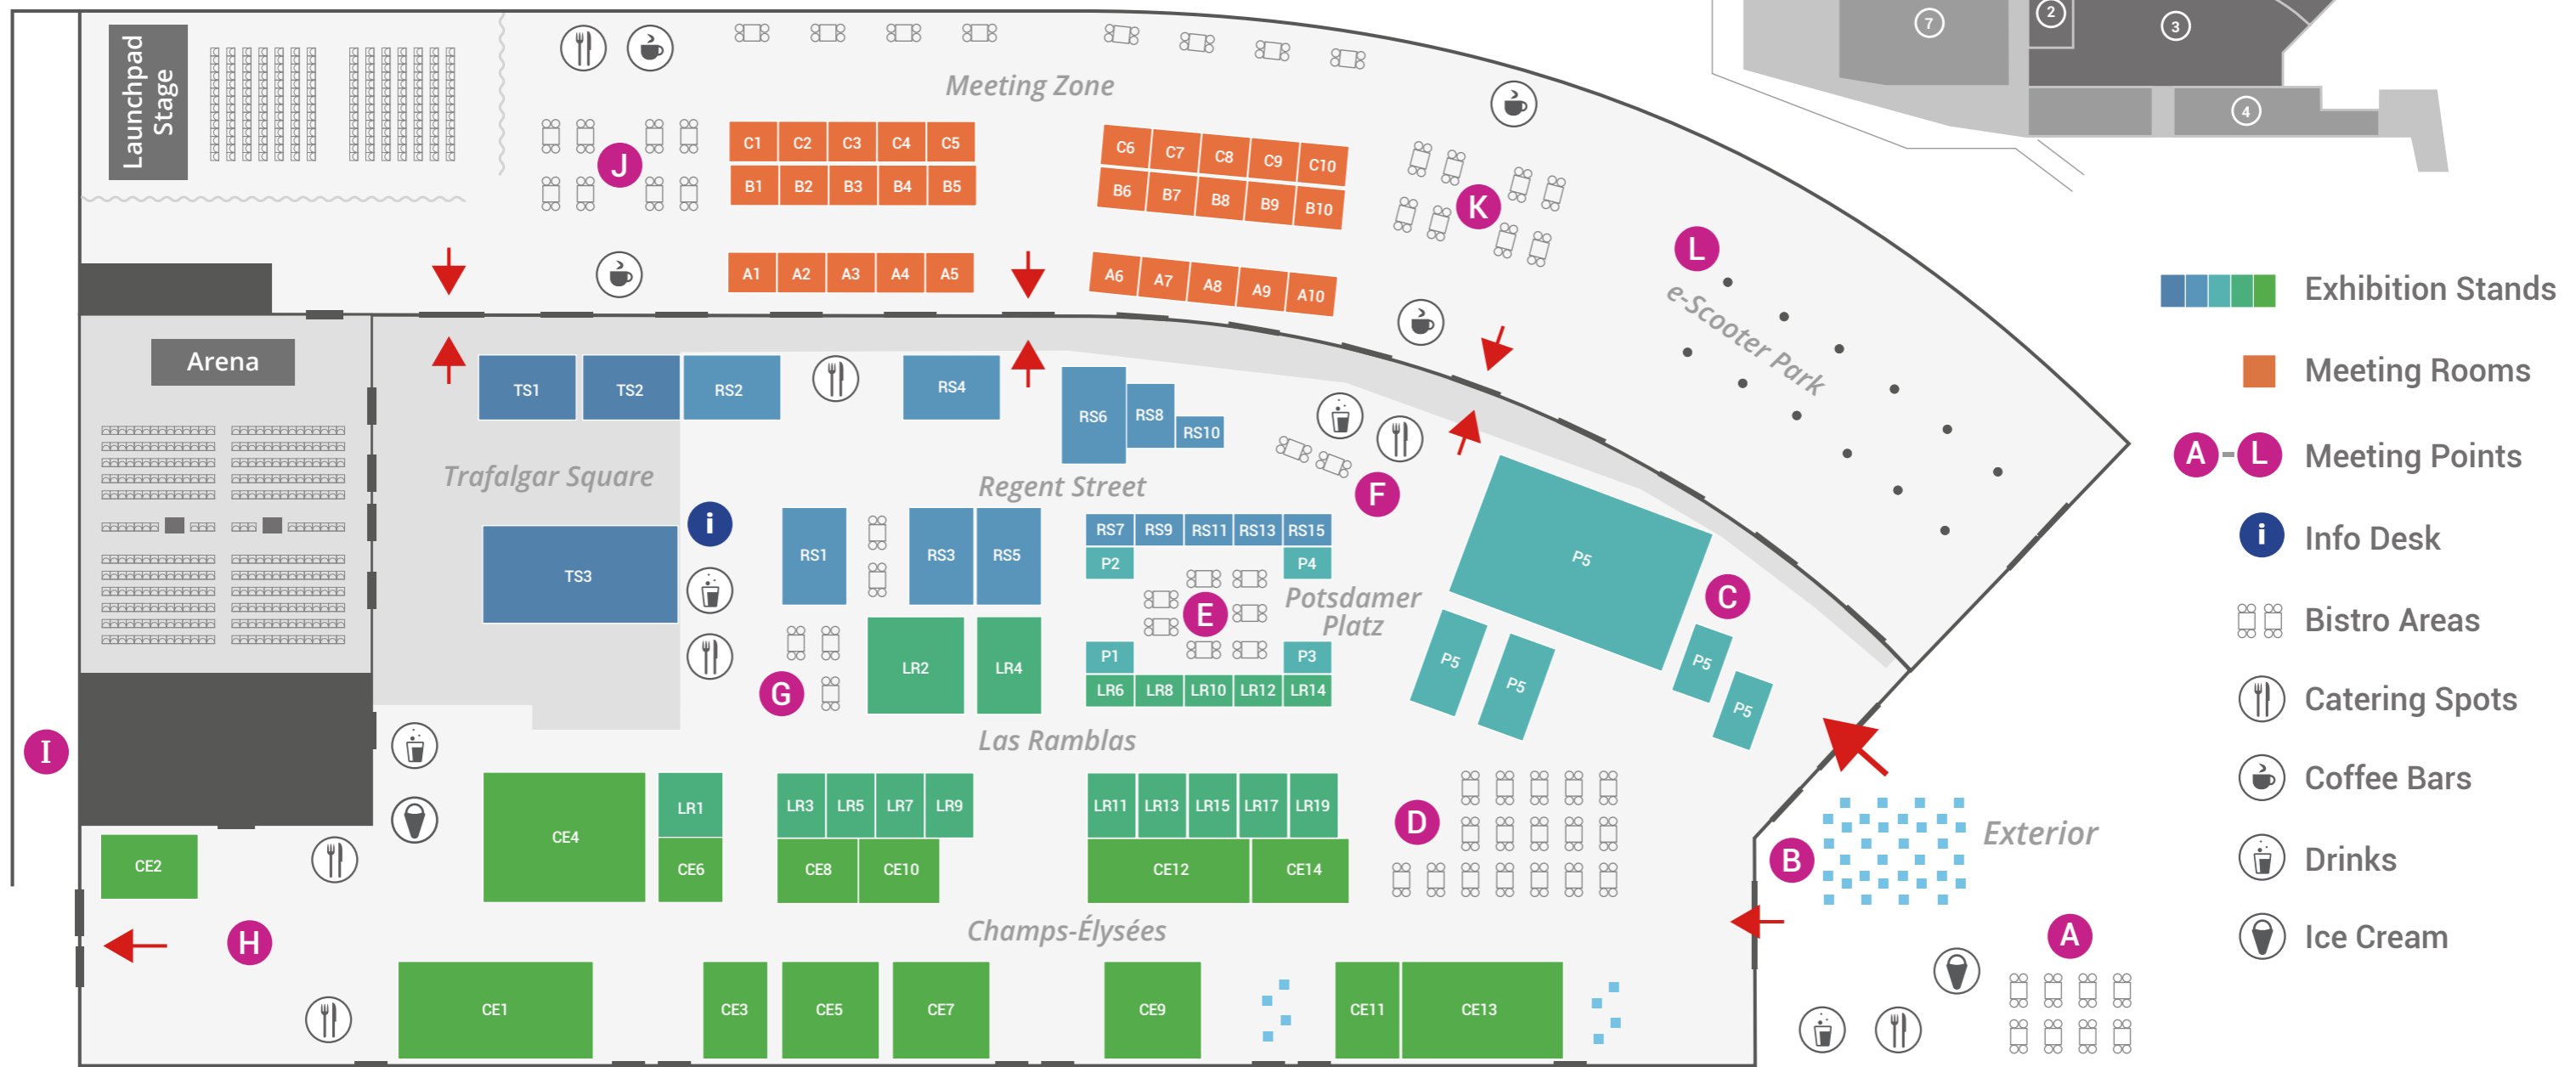 Launchpad
Stage
Meeting Zone
C1 C2 C3 C4 C5
B1 B2 B3 B4 B5
A1 A2 A3 A4 A5
C6 C7 C8 C9 C10
B6 B7 B8 B9 B10
A6 A7 A8 A9 A10
J
K
L
e-Scooter Park
7
2
3
4
Arena
TS1 TS2 RS2 RS4
RS6 RS8 RS10
Trafalgar Square
Regent Street
F
TS3
i
RS1 RS3 RS5
RS7 RS9 RS11 RS13 RS15
P2 P4
E
Potsdamer
Platz
P1 P3
LR6 LR8 LR10 LR12 LR14
G
LR2 LR4
P5
C
P5
P5
P5
P5
Las Ramblas
I
CE4
LR1
CE6
LR3 LR5 LR7 LR9
CE8 CE10
LR11 LR13 LR15 LR17 LR19
CE12 CE14
D
B
Exterior
A
CE2
H
Champs-Élysées
CE1 CE3 CE5 CE7 CE9 CE11 CE13
Exhibition Stands
Meeting Rooms
A - L Meeting Points
i Info Desk
Bistro Areas
Catering Spots
Coffee Bars
Drinks
Ice Cream